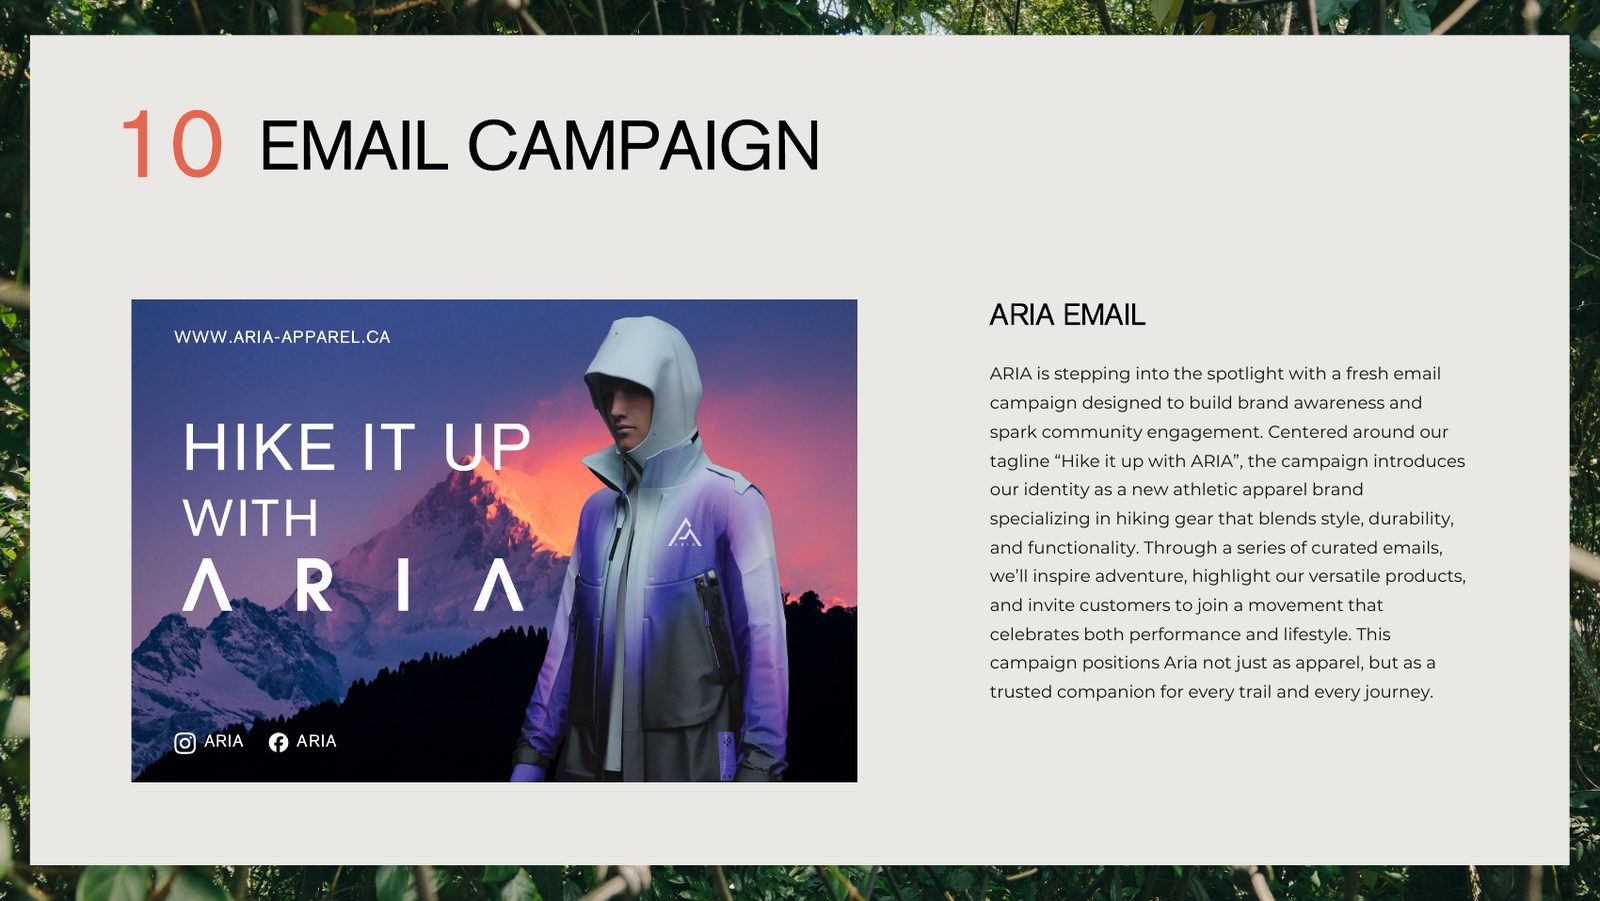 10 EMAIL CAMPAIGN
WWW.ARIA-APPAREL.CA
HIKE IT UP
WITH
ARIA
ARIA
ARIA ARIA
ARIA EMAIL
ARIA is stepping into the spotlight with a fresh email
campaign designed to build brand awareness and
spark community engagement. Centered around our
tagline “Hike it up with ARIA”, the campaign introduces
our identity as a new athletic apparel brand
specializing in hiking gear that blends style, durability,
and functionality. Through a series of curated emails,
we’ll inspire adventure, highlight our versatile products,
and invite customers to join a movement that
celebrates both performance and lifestyle. This
campaign positions Aria not just as apparel, but as a
trusted companion for every trail and every journey.